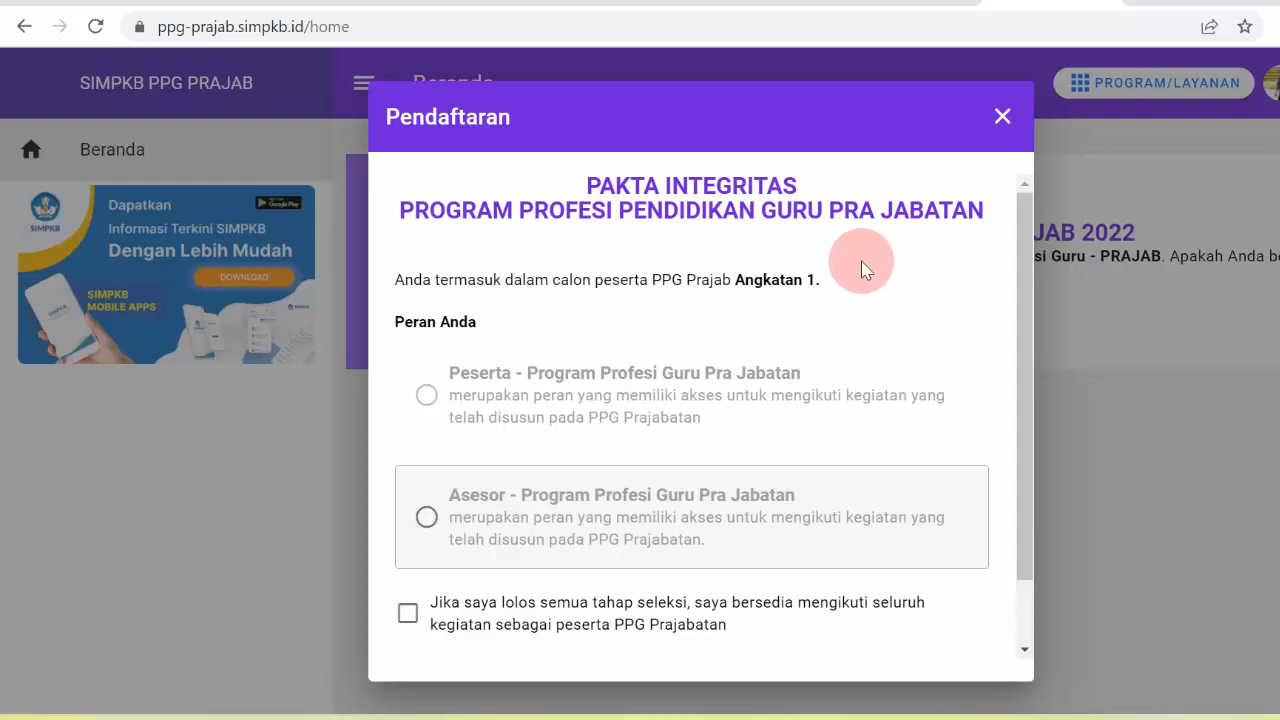 ppg-prajab.simpkb.id/home
SIMPKB PPG PRAJAB
Beranda
PROGRAM/LAYANAN
Beranda
SIMPKB
Dapatkan
Google Play
Informasi Terkini SIMPKB
Dengan Lebih Mudah
DOWNLOAD
SIMPKB
MOBILE APPS
Pendaftaran
PAKTA INTEGRITAS
PROGRAM PROFESI PENDIDIKAN GURU PRA JABATAN
Anda termasuk dalam calon peserta PPG Prajab Angkatan 1.
Peran Anda
Peserta - Program Profesi Guru Pra Jabatan
merupakan peran yang memiliki akses untuk mengikuti kegiatan yang
telah disusun pada PPG Prajabatan
Asesor - Program Profesi Guru Pra Jabatan
merupakan peran yang memiliki akses untuk mengikuti kegiatan yang
telah disusun pada PPG Prajabatan.
Jika saya lolos semua tahap seleksi, saya bersedia mengikuti seluruh
kegiatan sebagai peserta PPG Prajabatan
JAB 2022
si Guru - PRAJAB. Apakah Anda be